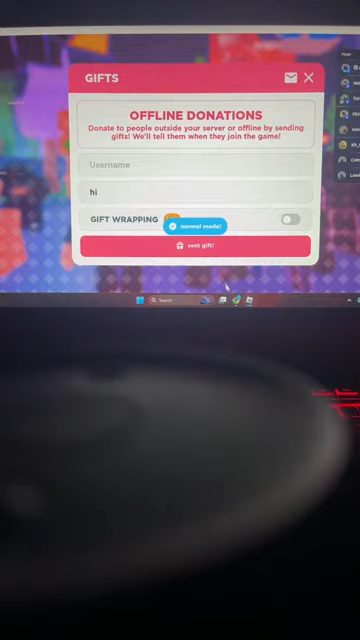 GIFTS
OFFLINE DONATIONS
Donate to people outside your server or offline by sending
gifts! We'll tell them when they join the game!
Username
hi
GIFT WRAPPING
normal mode!
sent gift!
Search